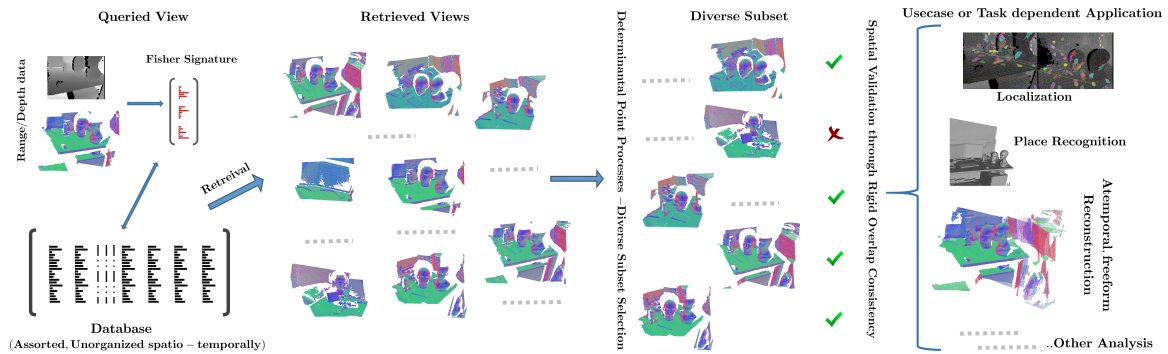 Queried View
Range/Depth data
Fisher Signature
Database
(Assorted, Unorganized spatio − temporally)
Retreival
Retrieved Views
Determinantal Point Processes −Diverse Subset Selection
Diverse Subset
Spatial Validation through Rigid Overlap Consistency
Usecase or Task dependent Application
Localization
Place Recognition
Atemporal, freeform
Reconstruction
..Other Analysis